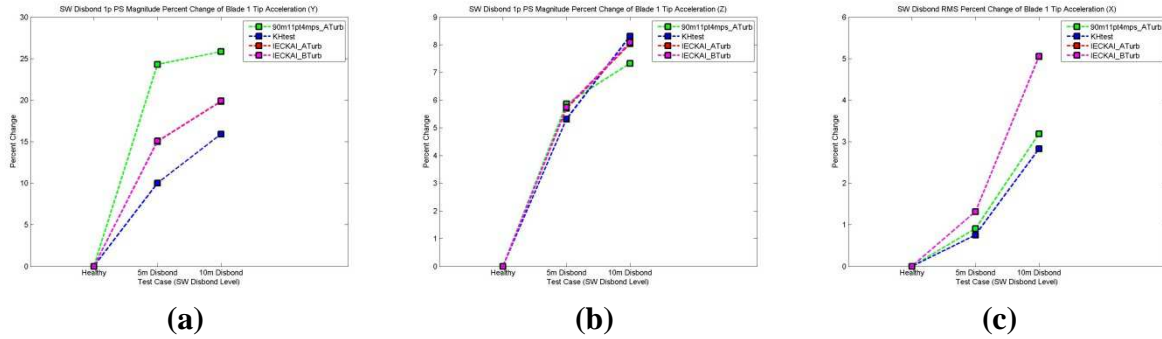 SW Disbond 1p PS Magnitude Percent Change of Blade 1 Tip Acceleration (Y)
30
25
20
15
10
5
0
Percent Change
90m11pt4mps_ATurb
KHtest
IECKAI_ATurb
IECKAI_BTurb
Healthy 5m Disbond 10m Disbond
Test Case (SW Disbond Level)
(a)
SW Disbond 1p PS Magnitude Percent Change of Blade 1 Tip Acceleration (Z)
9
8
7
6
5
4
3
2
1
0
Percent Change
90m11pt4mps_ATurb
KHtest
IECKAI_ATurb
IECKAI_BTurb
Healthy 5m Disbond 10m Disbond
Test Case (SW Disbond Level)
(b)
SW Disbond RMS Percent Change of Blade 1 Tip Acceleration (X)
6
5
4
3
2
1
0
Percent Change
90m11pt4mps_ATurb
KHtest
IECKAI_ATurb
IECKAI_BTurb
Healthy 5m Disbond 10m Disbond
Test Case (SW Disbond Level)
(c)